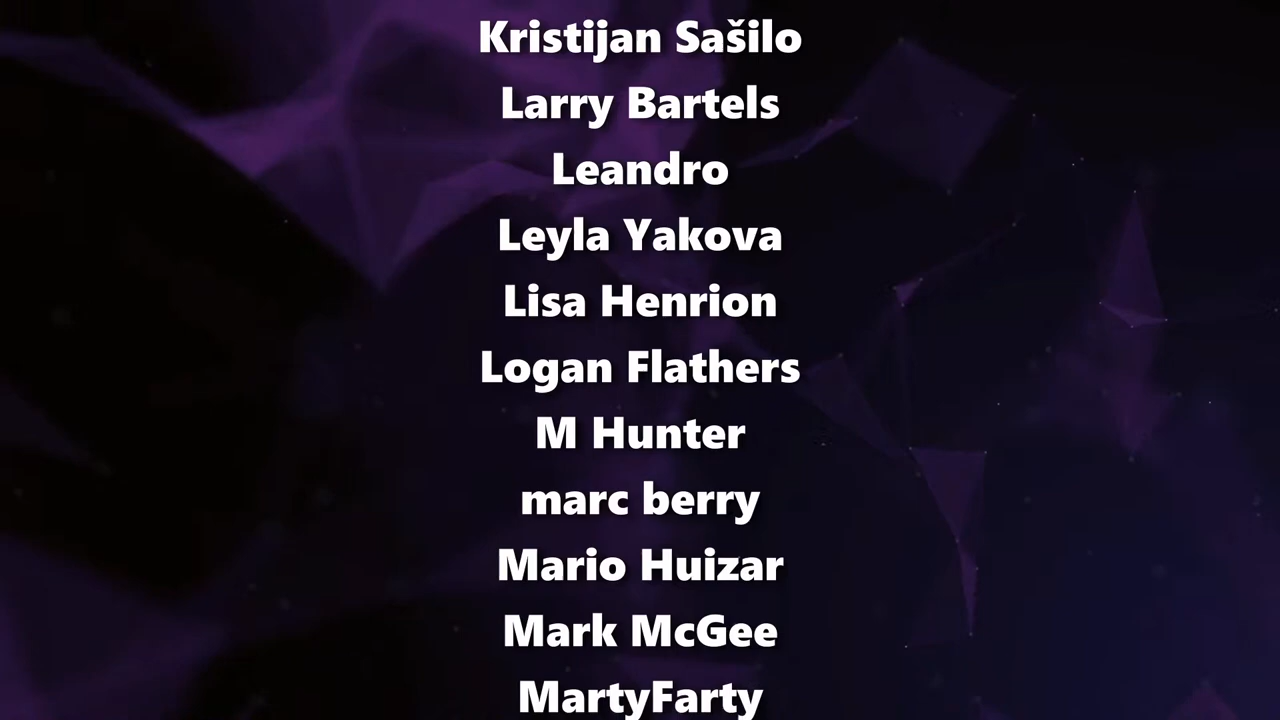 Kristijan Sašilo
Larry Bartels
Leandro
Leyla Yakova
Lisa Henrion
Logan Flathers
M Hunter
marc berry
Mario Huizar
Mark McGee
MartyFarty